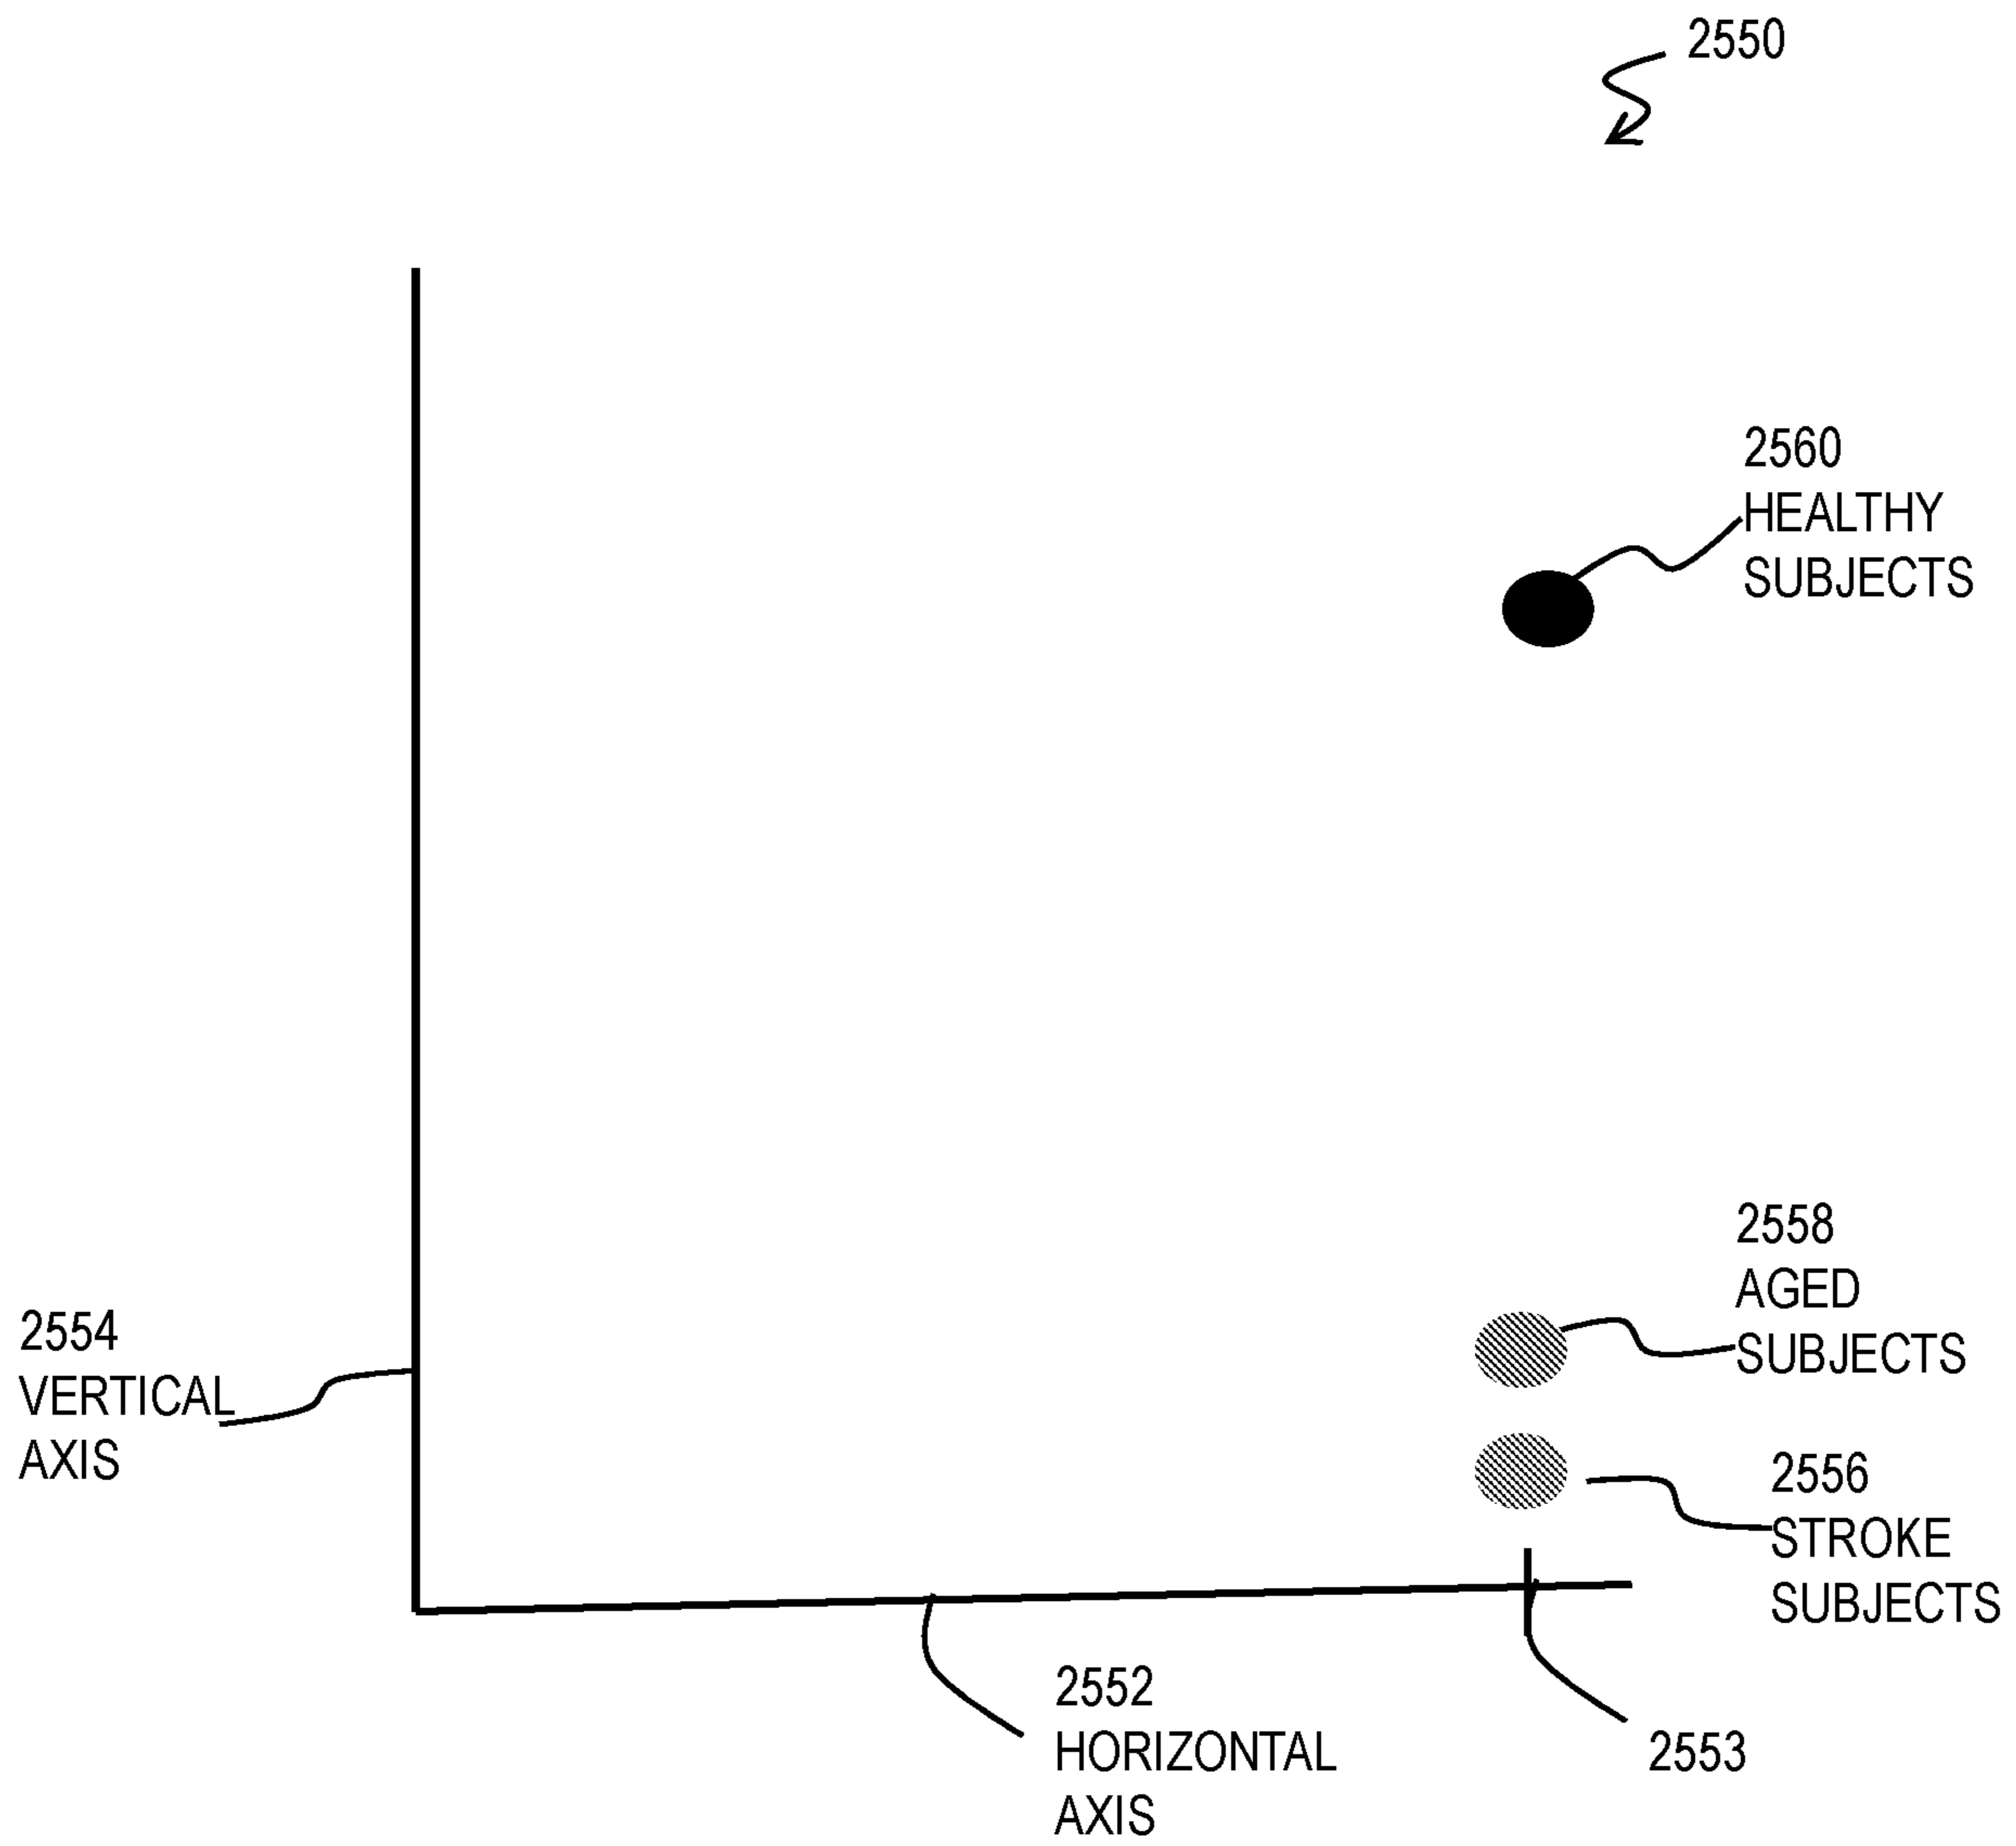 2550
2560
HEALTHY
SUBJECTS
2558
AGED
SUBJECTS
2554
VERTICAL
AXIS
2556
STROKE
SUBJECTS
2552
HORIZONTAL
AXIS
2553